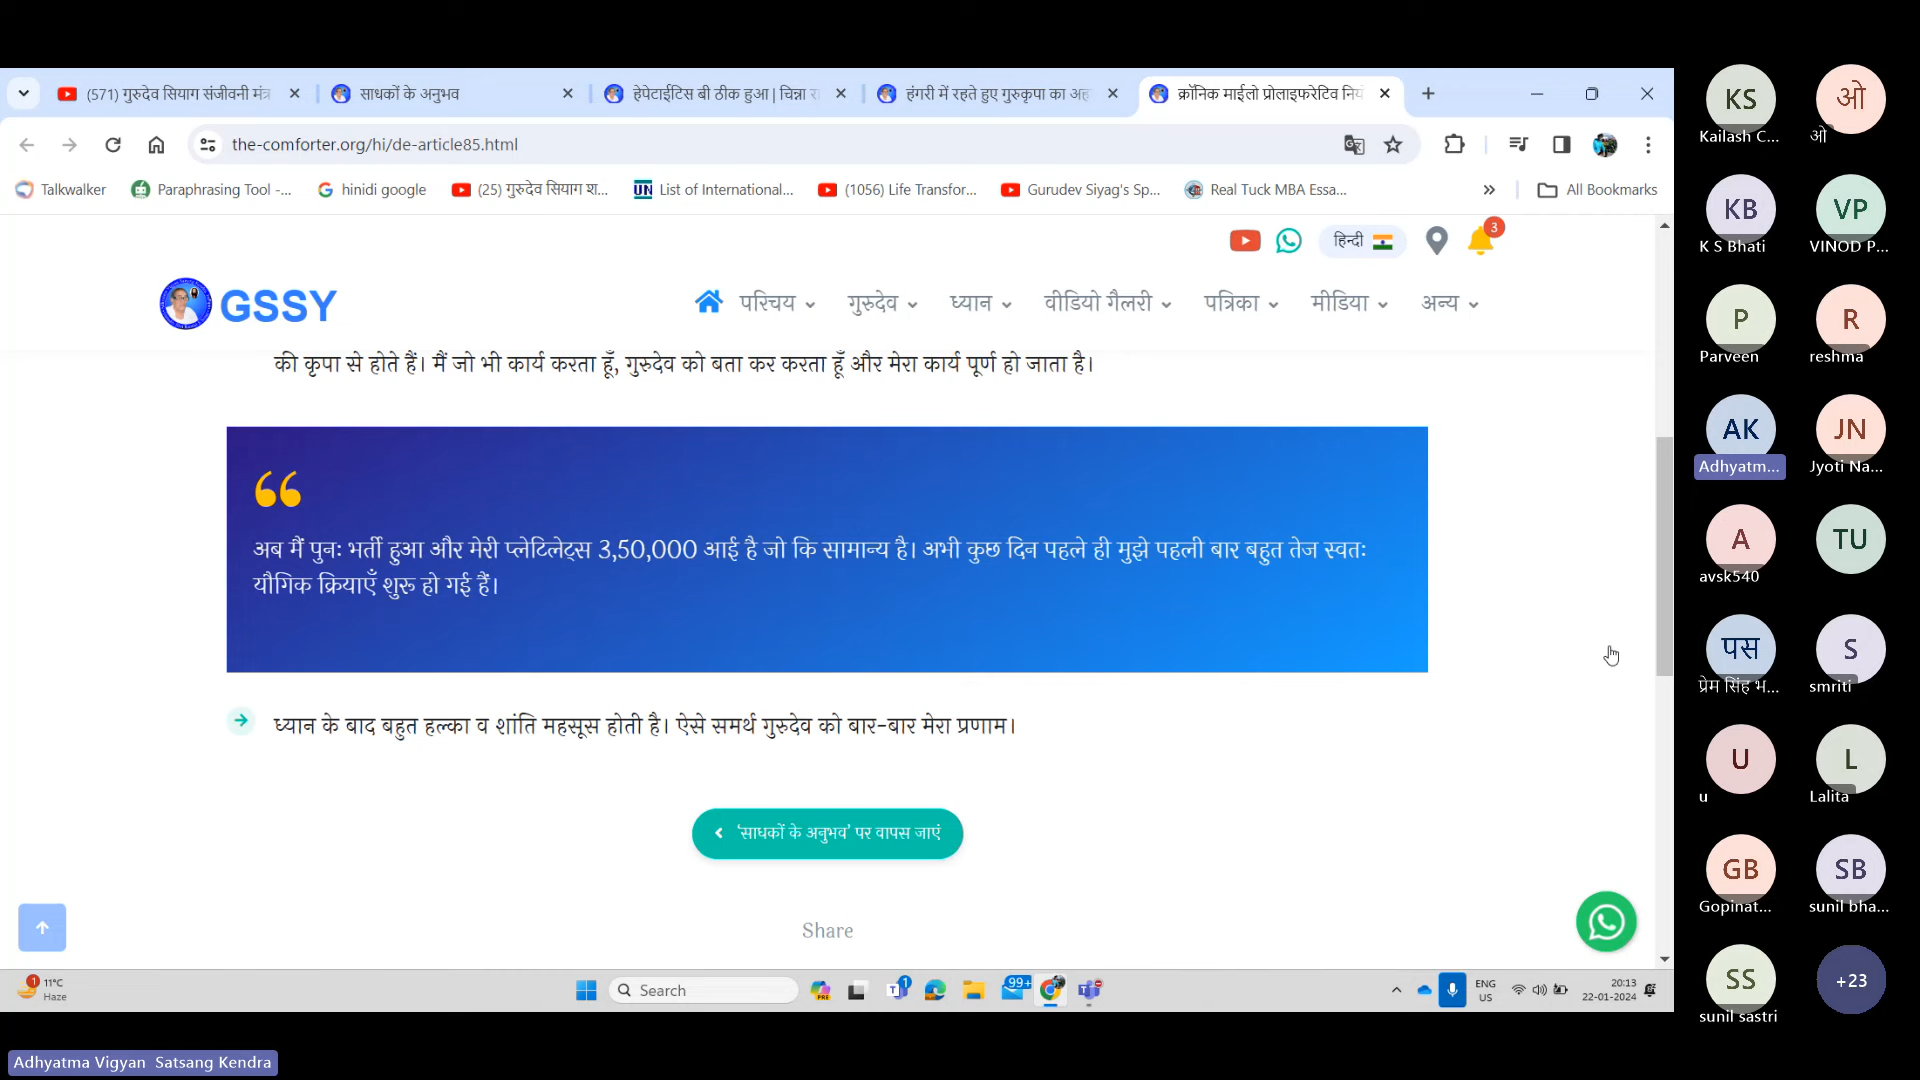 (571) गुरुदेव सियाग संजीवनी मंत्र
साधकों के अनुभव
हेपेटाईटिस बी ठीक हुआ | चिन्ना रा
हंगरी में रहते हुए गुरुकृपा का अह
क्रॉनिक माईलो प्रोलाइफरेटिव नियं
the-comforter.org/hi/de-article85.html
Talkwalker
Paraphrasing Tool -...
hinidi google
(25) गुरुदेव सियाग श...
UN List of International...
(1056) Life Transfor...
Gurudev Siyag's Sp...
Real Tuck MBA Essa...
All Bookmarks
हिन्दी
3
GSSY
परिचय
गुरुदेव
ध्यान
वीडियो गैलरी
पत्रिका
मीडिया
अन्य
की कृपा से होते हैं। मैं जो भी कार्य करता हूँ, गुरुदेव को बता कर करता हूँ और मेरा कार्य पूर्ण हो जाता है।
अब मैं पुनः भर्ती हुआ और मेरी प्लेटिलेट्स 3,50,000 आई है जो कि सामान्य है। अभी कुछ दिन पहले ही मुझे पहली बार बहुत तेज स्वतः
यौगिक क्रियाएँ शुरू हो गई हैं।
ध्यान के बाद बहुत हल्का व शांति महसूस होती है। ऐसे समर्थ गुरुदेव को बार-बार मेरा प्रणाम।
‘साधकों के अनुभव’ पर वापस जाएं
Share
1
11°C
Haze
Search
PRE
1
99+
ENG
US
20:13
22-01-2024
KS
Kailash C...
ओ
ओ
KB
K S Bhati
VP
VINOD P...
P
Parveen
R
reshma
AK
Adhyatm...
JN
Jyoti Na...
A
avsk540
TU
पस
प्रेम सिंह भ...
S
smriti
U
u
L
Lalita
GB
Gopinat...
SB
sunil bha...
SS
sunil sastri
+23
Adhyatma Vigyan Satsang Kendra